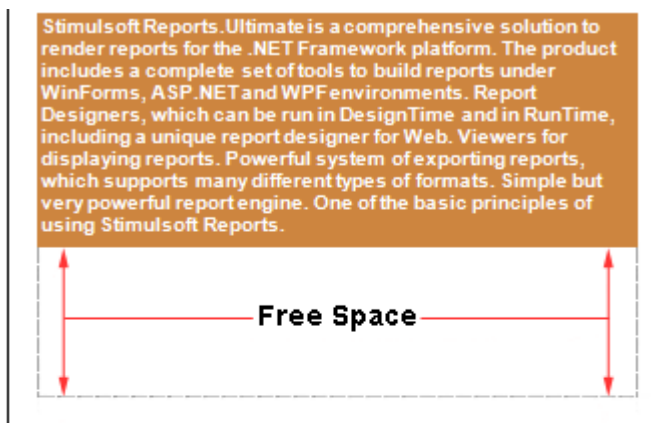 Stimulsoft Reports.Ultimate is a comprehensive solution to
render reports for the .NET Framework platform. The product
includes a complete set of tools to build reports under
WinForms, ASP.NET and WPF environments. Report
Designers, which can be run in DesignTime and in RunTime,
including a unique report designer for Web. Viewers for
displaying reports. Powerful system of exporting reports,
which supports many different types of formats. Simple but
very powerful report engine. One of the basic principles of
using Stimulsoft Reports.
Free Space